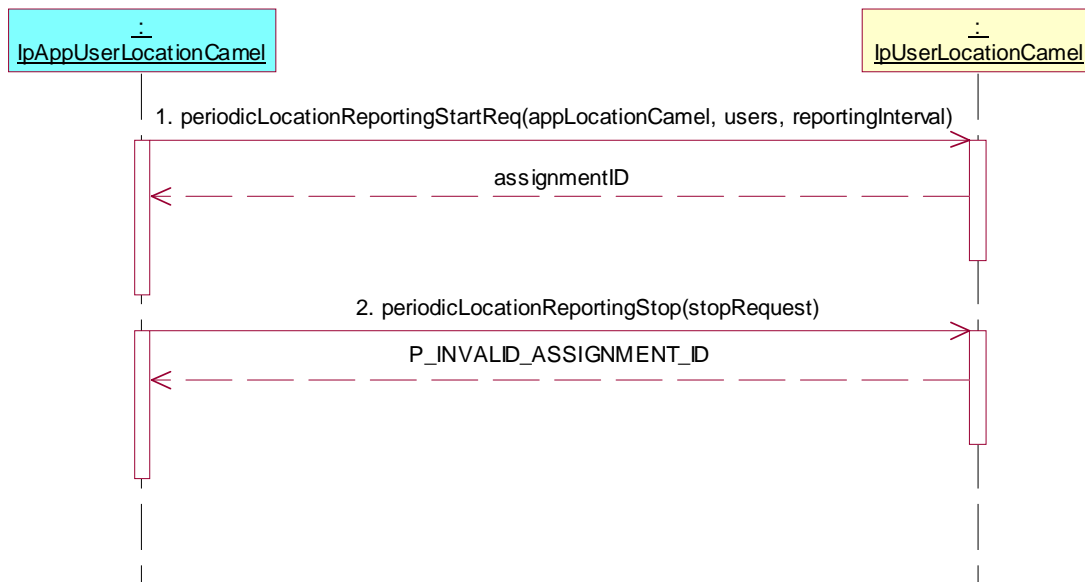 :
IpAppUserLocationCamel
:
IpUserLocationCamel
1. periodicLocationReportingStartReq(appLocationCamel, users, reportingInterval)
assignmentID
2. periodicLocationReportingStop(stopRequest)
P_INVALID_ASSIGNMENT_ID